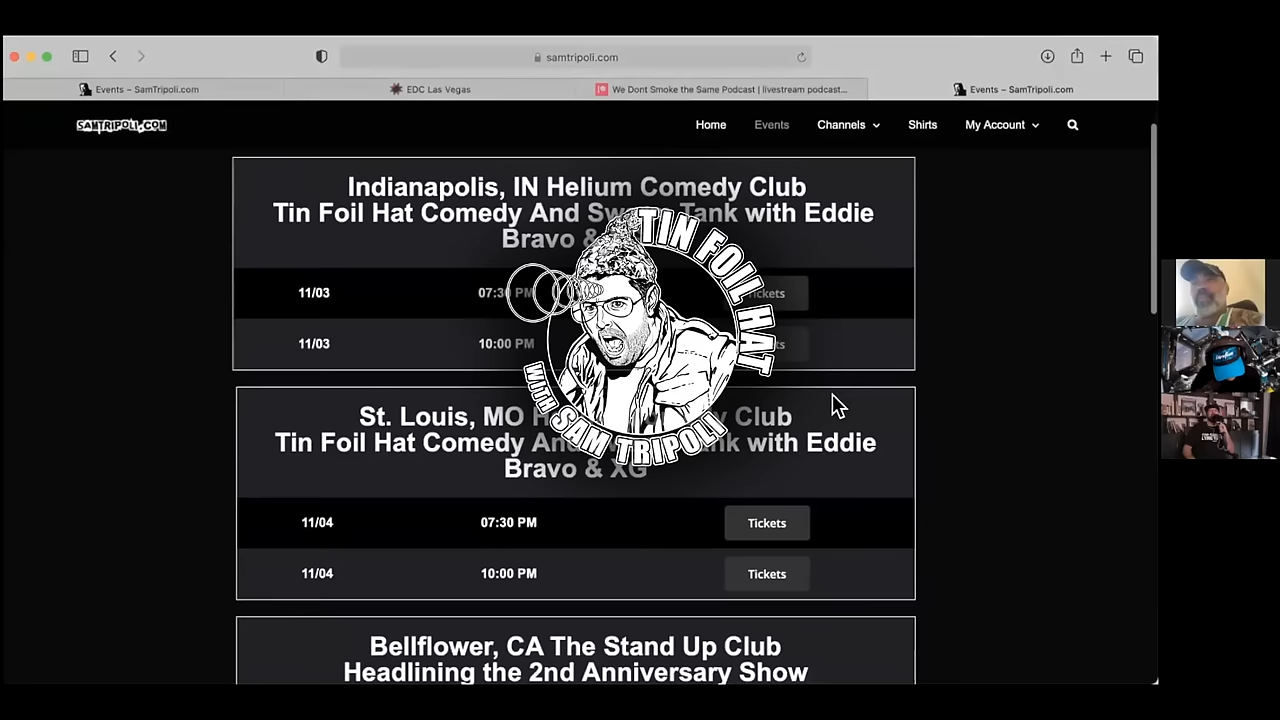 samtripoli.com
Events – SamTripoli.com
EDC Las Vegas
We Dont Smoke the Same Podcast | livestream podcast...
Events – SamTripoli.com
SAMTRIPOLI.COM
Home
Events
Channels
Shirts
My Account
Indianapolis, IN Helium Comedy Club
Tin Foil Hat Comedy And Tank with Eddie
Bravo &
11/03
07:30 PM
Tickets
11/03
10:00 PM
TIN FOIL HAT
WITH SAM TRIPOLI
St. Louis, MO Club
Tin Foil Hat Comedy And Tank with Eddie
Bravo & XG
11/04
07:30 PM
Tickets
11/04
10:00 PM
Tickets
Bellflower, CA The Stand Up Club
Headlining the 2nd Anniversary Show